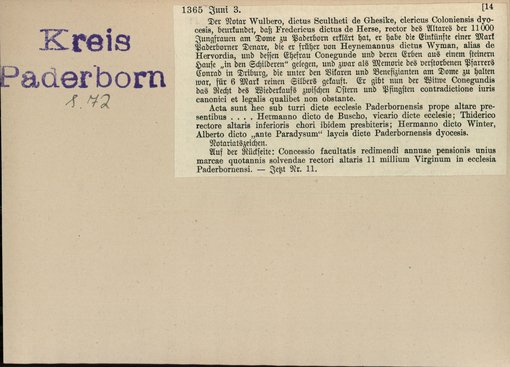 Kreis
Paderborn
S. 72
1365 Juni 3. [14
Der Notar Wulbero, dictus Sculteti de Ghesike, clericus Coloniensis dyo-
cesis, beurkundet, daß Fredericus dictus de Herse, rector des Altares der 11000
Jungfrauen am Dome zu Paderborn erklärt hat, er habe die Einkünfte einer Mark
Paderborner Denare, die er früher von Heynemannus dictus Wyman, alias de
Hervordia, und dessen Ehefrau Conegunde und deren Erben aus einem steinern
Hause „in den Schilderen" gelegen, und zwar als Memorie des verstorbenen Pfarrers
Conrad in Driburg, die unter den Vikaren und Benefizianten am Dome zu halten
war, für 6 Mark reinen Silbers gekauft. Er gibt nun der Witwe Conegundis
das Recht des Wiederkaufs zwischen Ostern und Pfingsten contradictione iuris
canonici et legalis qualibet non obstante.
Acta sunt hec sub turri dicte ecclesie Paderbornensis prope altare pre-
sentibus . . . . Hermanno dicto de Buscho, vicario dicte ecclesie; Thiderico
rectore altaris inferioris chori ibidem presbiteris; Hermanno dicto Winter,
Alberto dicto „ante Paradysum" laycis dicte Paderbornensis dyocesis.
Notariatszeichen.
Auf der Rückseite: Concessio facultatis redimendi annuae pensionis unius
marcae quotannis solvendae rectori altaris 11 millium Virginum in ecclesia
Paderbornensi. — Jetzt Nr. 11.